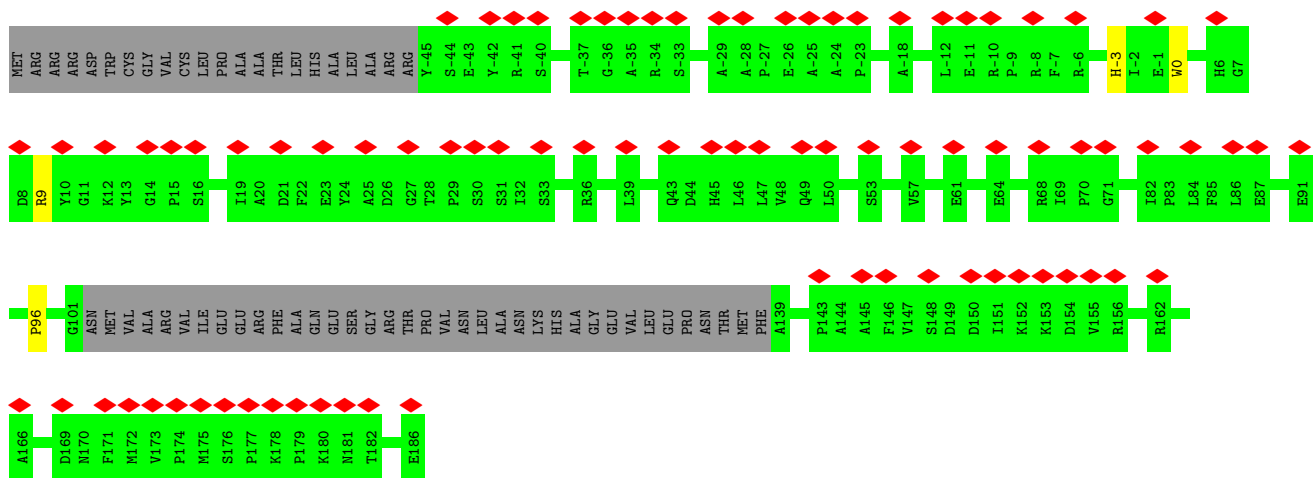 MET ARG ARG ARG ASP TRP CYS GLY VAL CYS LEU PRO ALA ALA THR LEU HIS ALA LEU ALA ARG ARG Y-45 S-44 E-43 Y-42 R-41 S-40 T-37 G-36 A-35 R-34 S-33 A-29 A-28 P-27 E-26 A-25 A-24 P-23 A-18 L-12 E-11 R-10 P-9 R-8 F-7 R-6 H-3 I-2 E-1 W0 H6 G7
D8 R9 Y10 G11 K12 Y13 G14 P15 S16 I19 A20 D21 F22 E23 Y24 A25 D26 G27 T28 P29 S30 S31 I32 S33 R36 L39 Q43 D44 H45 L46 L47 V48 Q49 L50 S53 V57 E61 E64 R68 I69 P70 G71 I82 P83 L84 F85 L86 E87 E91
P96 G101 ASN MET VAL ALA ARG VAL ILE GLU GLU ARG PHE ALA GLN GLU SER GLY ARG THR PRO VAL ASN LEU ALA ASN LYS HIS ALA GLY GLU VAL LEU GLU PRO ASN THR MET PHE A139 P143 A144 A145 F146 V147 S148 D149 D150 I151 K152 K153 D154 V155 R156 R162
A166 D169 N170 F171 M172 V173 P174 M175 S176 P177 K178 P179 K180 N181 T182 E186